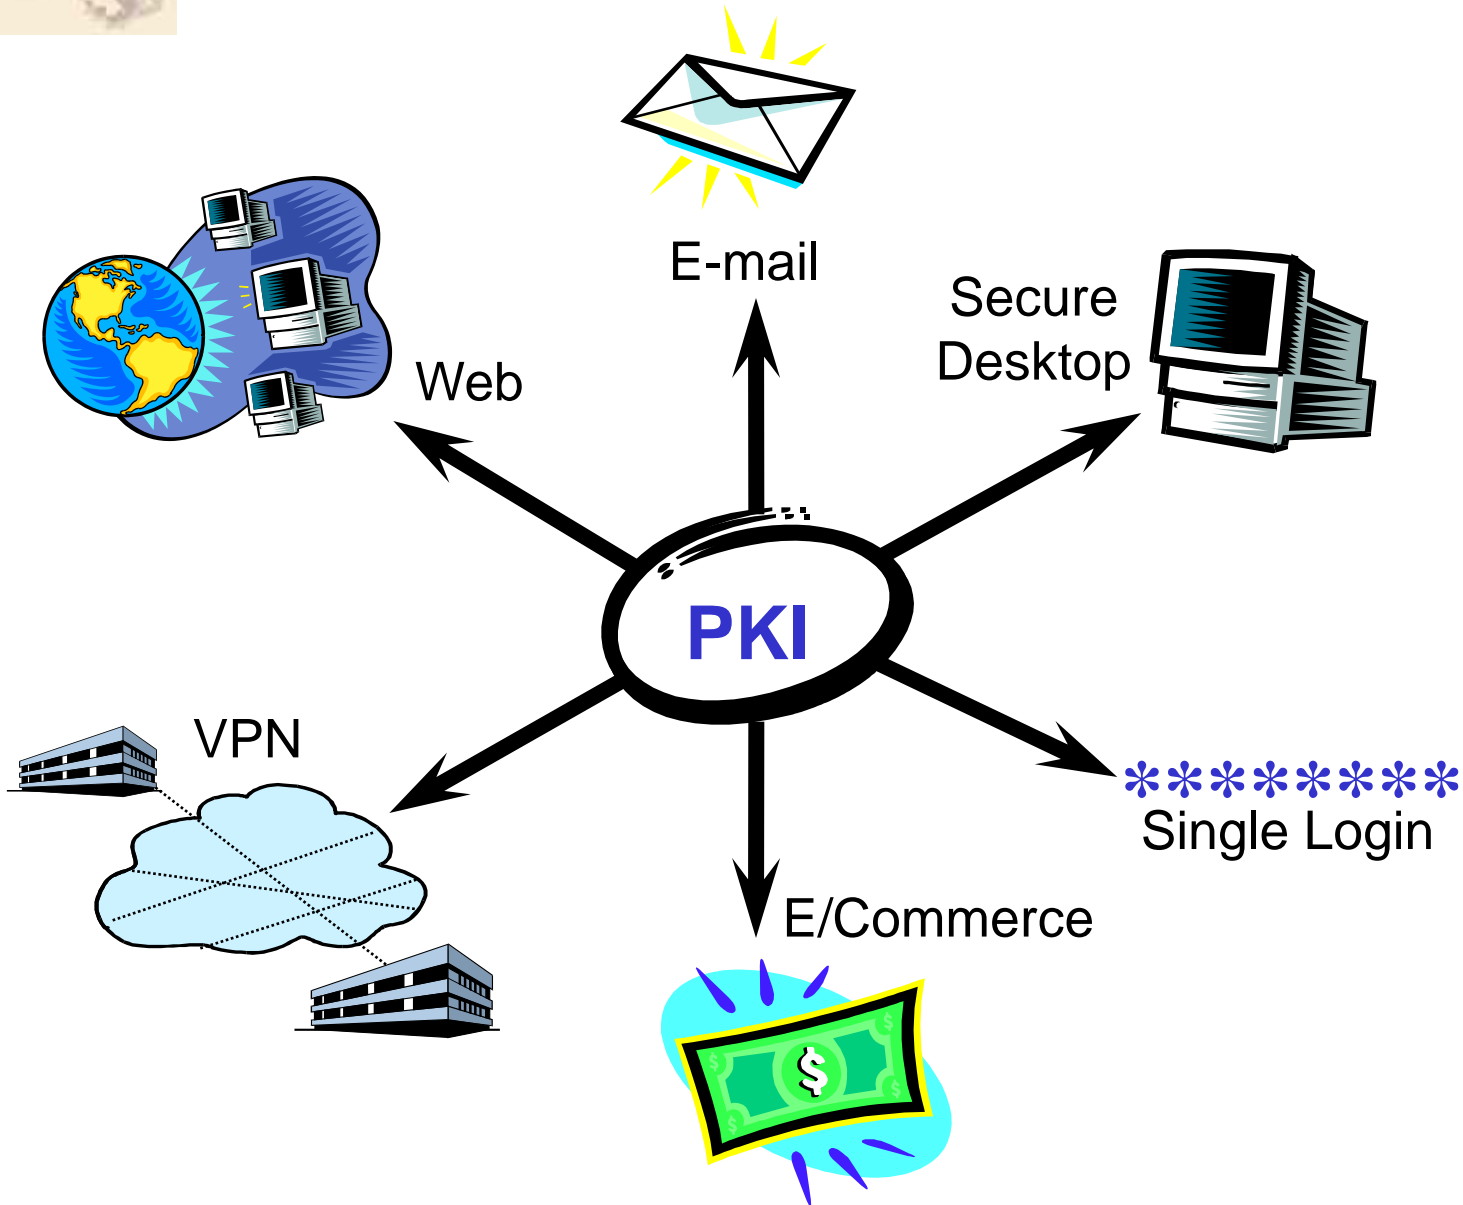 E-mail
Secure
Desktop
Web
PKI
VPN
********
Single Login
E/Commerce
$